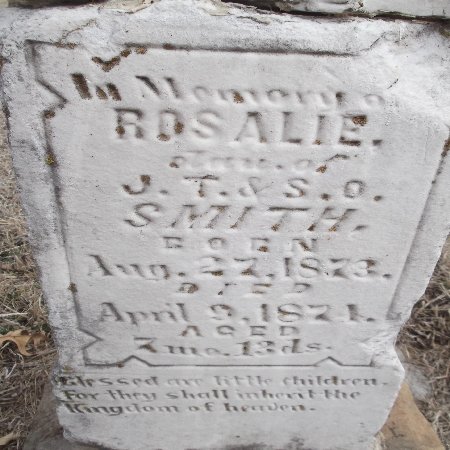 In Memory of
ROSALIE,
dau. of
J. T. & S. O.
SMITH.
BORN
Aug. 27, 1873.
DIED
April 9, 1874.
AGED
7 mo. 13 ds.
Blessed are little children.
For they shall inherit the
Kingdom of heaven.